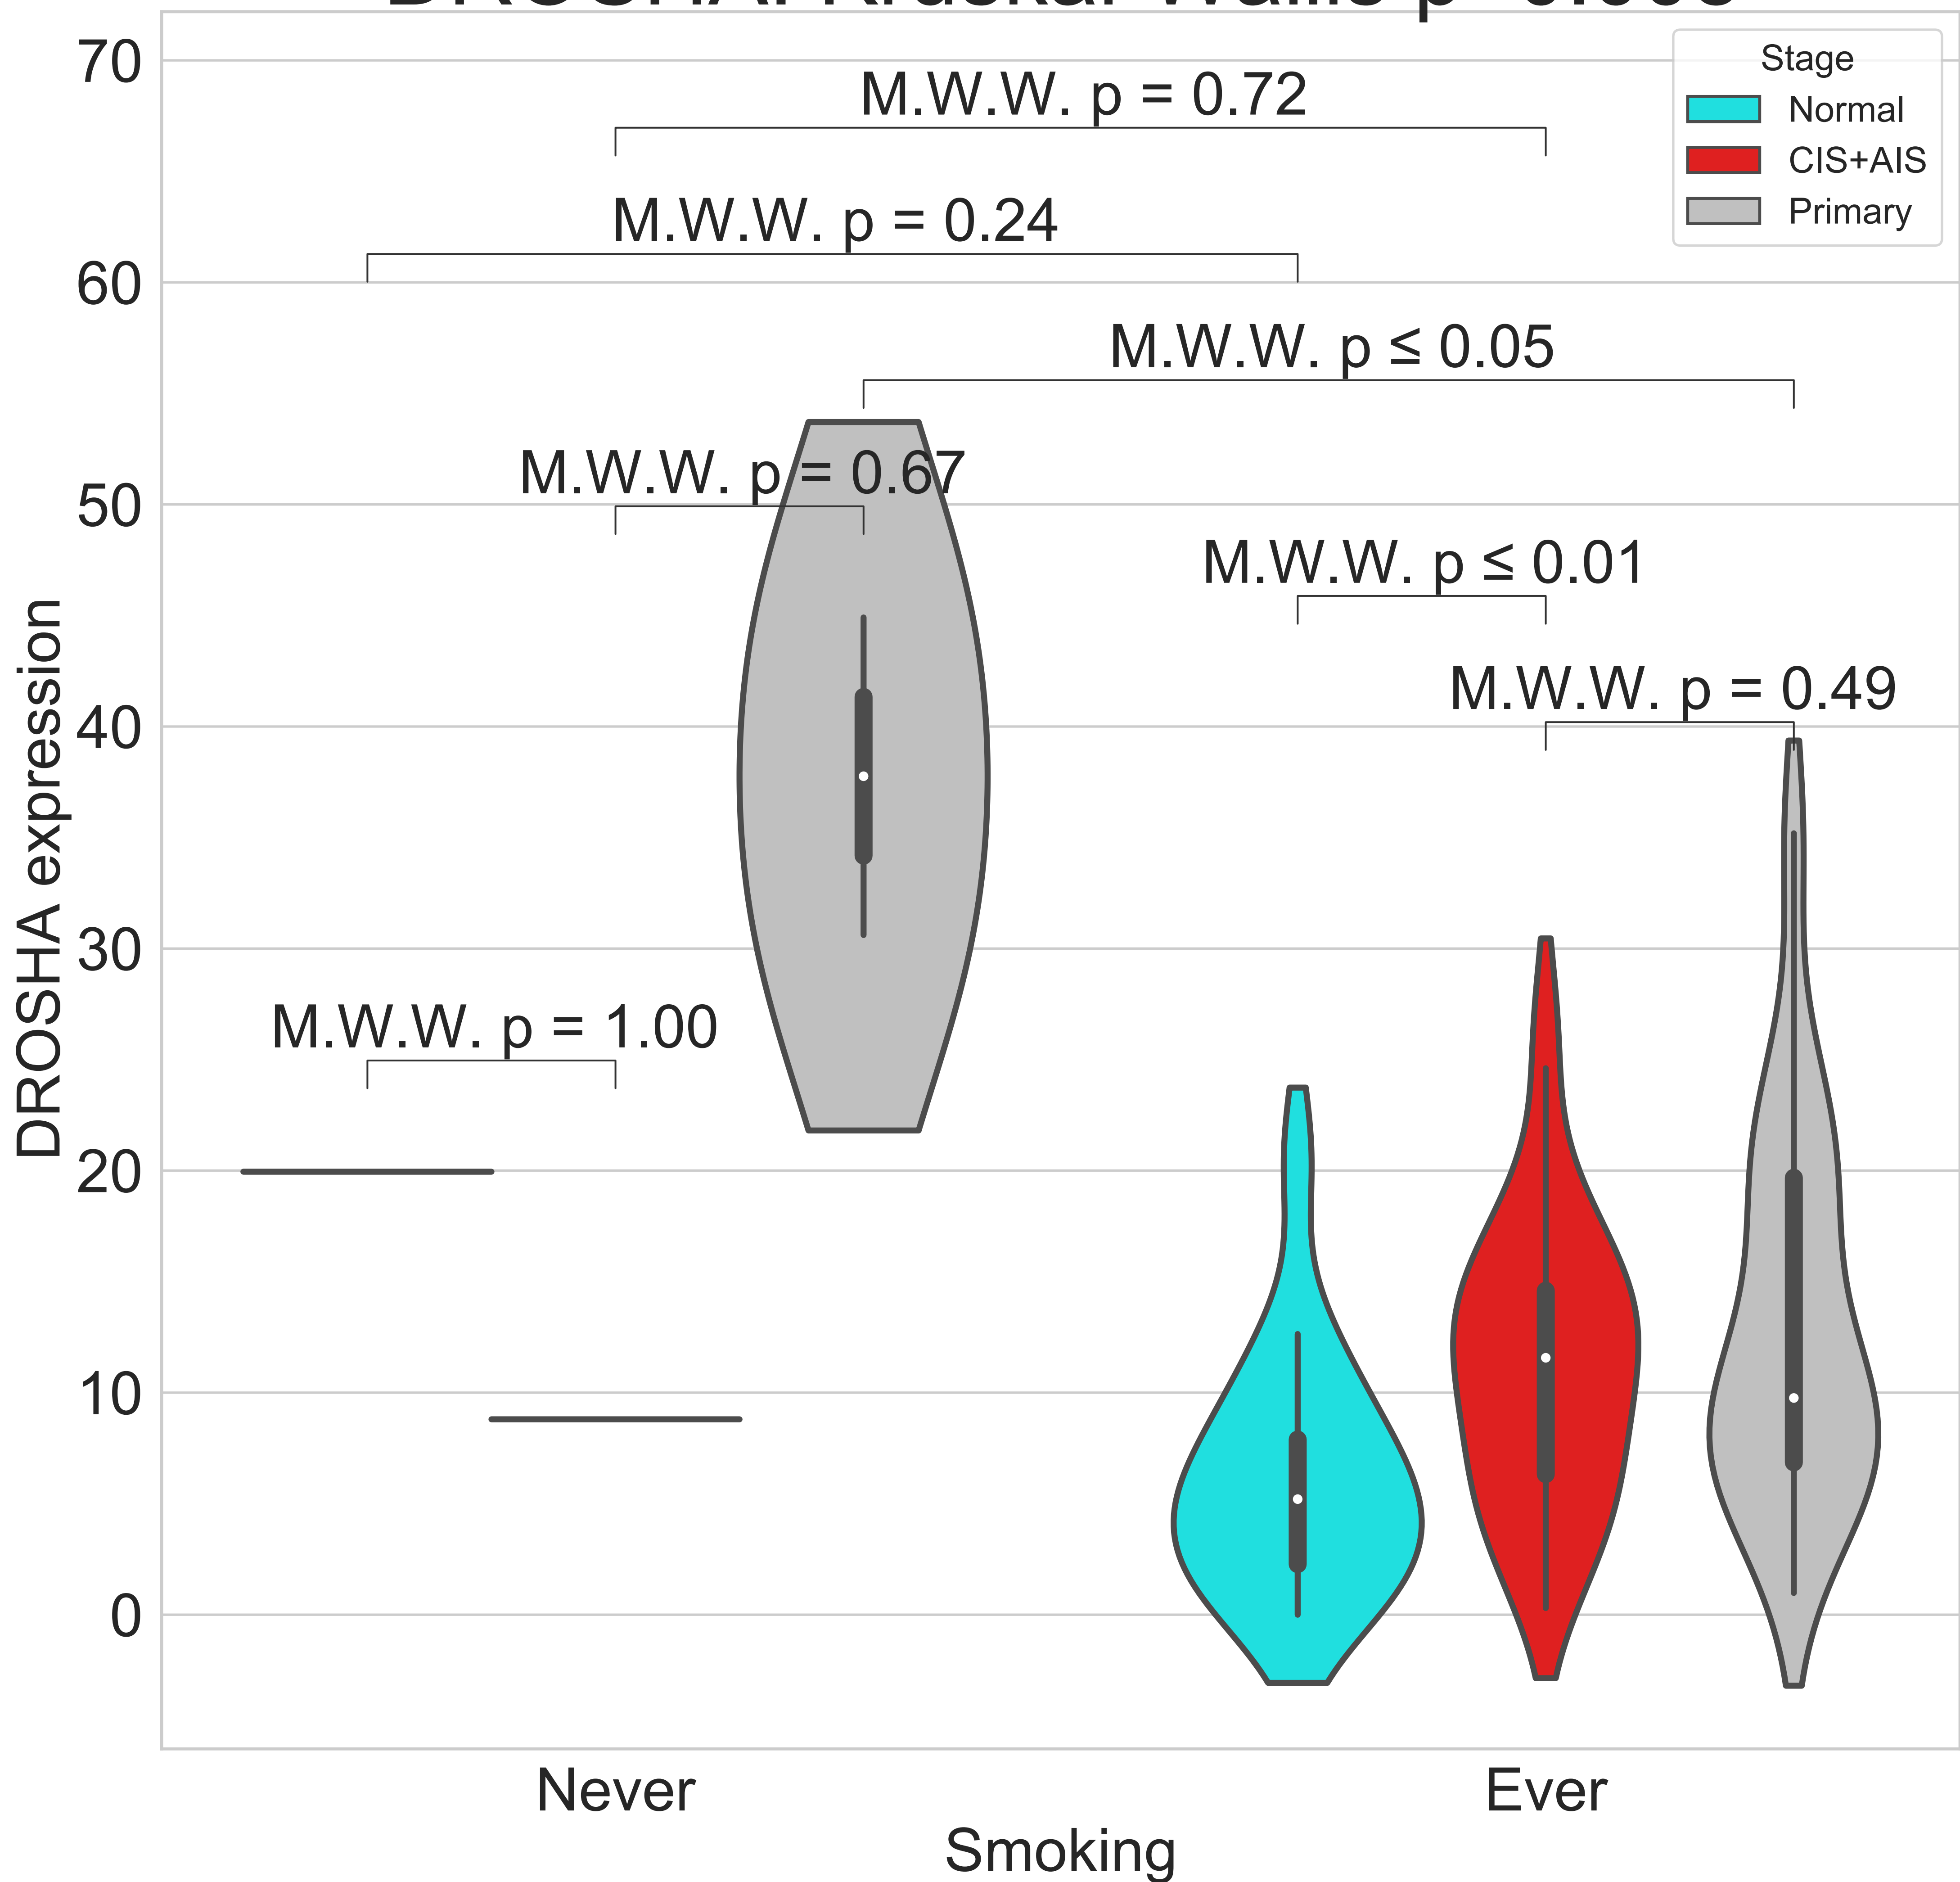 70
60
50
40
30
20
10
0
DROSHA expression
Stage
Normal
CIS+AIS
Primary
M.W.W. p = 0.72
M.W.W. p = 0.24
M.W.W. p ≤ 0.05
M.W.W. p = 0.67
M.W.W. p ≤ 0.01
M.W.W. p = 0.49
M.W.W. p = 1.00
Never
Ever
Smoking